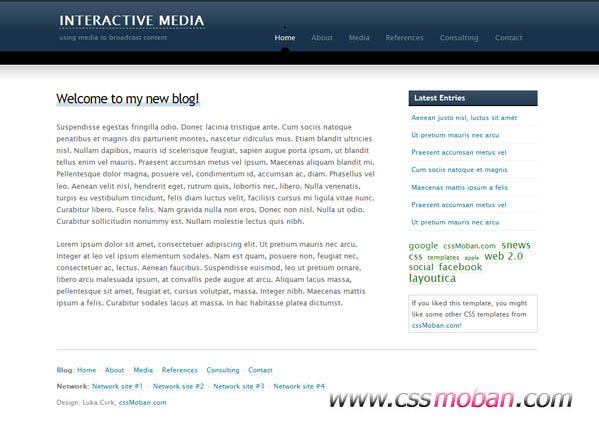 INTERACTIVE MEDIA
using media to broadcast content
Home About Media References Consulting Contact
Welcome to my new blog!
Suspendisse egestas fringilla odio. Donec lacinia tristique ante. Cum sociis natoque
penatibus et magnis dis parturient montes, nascetur ridiculus mus. Etiam blandit ultricies
nisl. Nullam dapibus, mauris id scelerisque feugiat, sapien augue porta ipsum, ut blandit
tellus enim vel mauris. Praesent accumsan metus vel ipsum. Maecenas aliquam blandit mi.
Pellentesque dolor magna, posuere vel, condimentum id, accumsan ac, diam. Phasellus vel
leo. Aenean velit nisl, hendrerit eget, rutrum quis, lobortis nec, libero. Nulla venenatis,
turpis eu vestibulum tincidunt, felis diam luctus velit, facilisis cursus mi ligula vitae nunc.
Curabitur libero. Fusce felis. Nam gravida nulla non eros. Donec non nisl. Nulla ut odio.
Curabitur sollicitudin nonummy est. Nullam molestie lectus quis nibh.
Lorem ipsum dolor sit amet, consectetuer adipiscing elit. Ut pretium mauris nec arcu.
Integer at leo vel ipsum elementum sodales. Nam est quam, posuere non, feugiat nec,
consectetuer ac, lectus. Aenean faucibus. Suspendisse euismod, leo ut pretium ornare,
libero arcu malesuada ipsum, at convallis pede augue at arcu. Aliquam lacus massa,
pellentesque sit amet, feugiat et, cursus volutpat, massa. Integer nibh. Maecenas mattis
ipsum a felis. Curabitur sodales lacus at massa. In hac habitasse platea dictumst.
Latest Entries
Aenean justo nisl, luctus sit amet
Ut pretium mauris nec arcu
Praesent accumsan metus vel
Cum sociis natoque et magnis
Maecenas mattis ipsum a felis
Praesent accumsan metus vel
Ut pretium mauris nec arcu
google cssMoban.com snews
css templates apple web 2.0
social facebook
layoutica
If you liked this template, you might
like some other CSS templates from
cssMoban.com!
Blog: Home · About · Media · References · Consulting · Contact
Network: Network site #1 · Network site #2 · Network site #3 · Network site #4
Design: Luka Cvrk, cssMoban.com
www.cssmoban.com